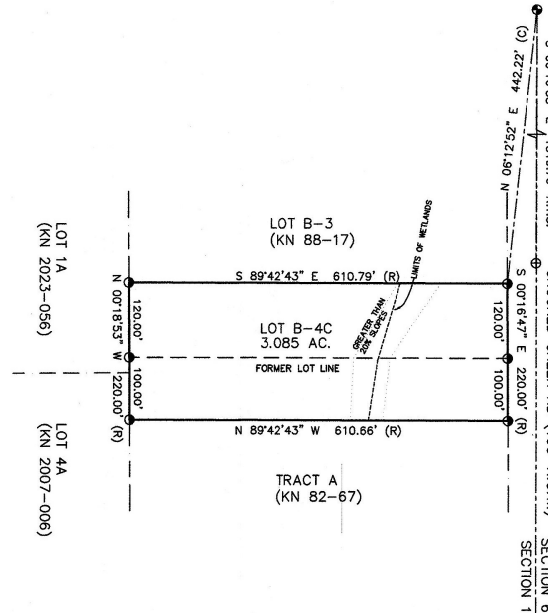 N 06°12'52" E 442.22' (C)
LOT B-3
(KN 88-17)
LIMITS OF WETLANDS
S 89°42'43" E 610.79' (R)
LOT 1A
(KN 2023-056)
N 00°18'53" W 220.00' (R)
120.00'
100.00'
LOT B-4C
3.085 AC.
GREATER THAN
20% SLOPES
FORMER LOT LINE
S 00°16'47" E 220.00' (R)
120.00'
100.00'
N 89°42'43" W 610.66' (R)
LOT 4A
(KN 2007-006)
TRACT A
(KN 82-67)
SECTION 6
SECTION 1